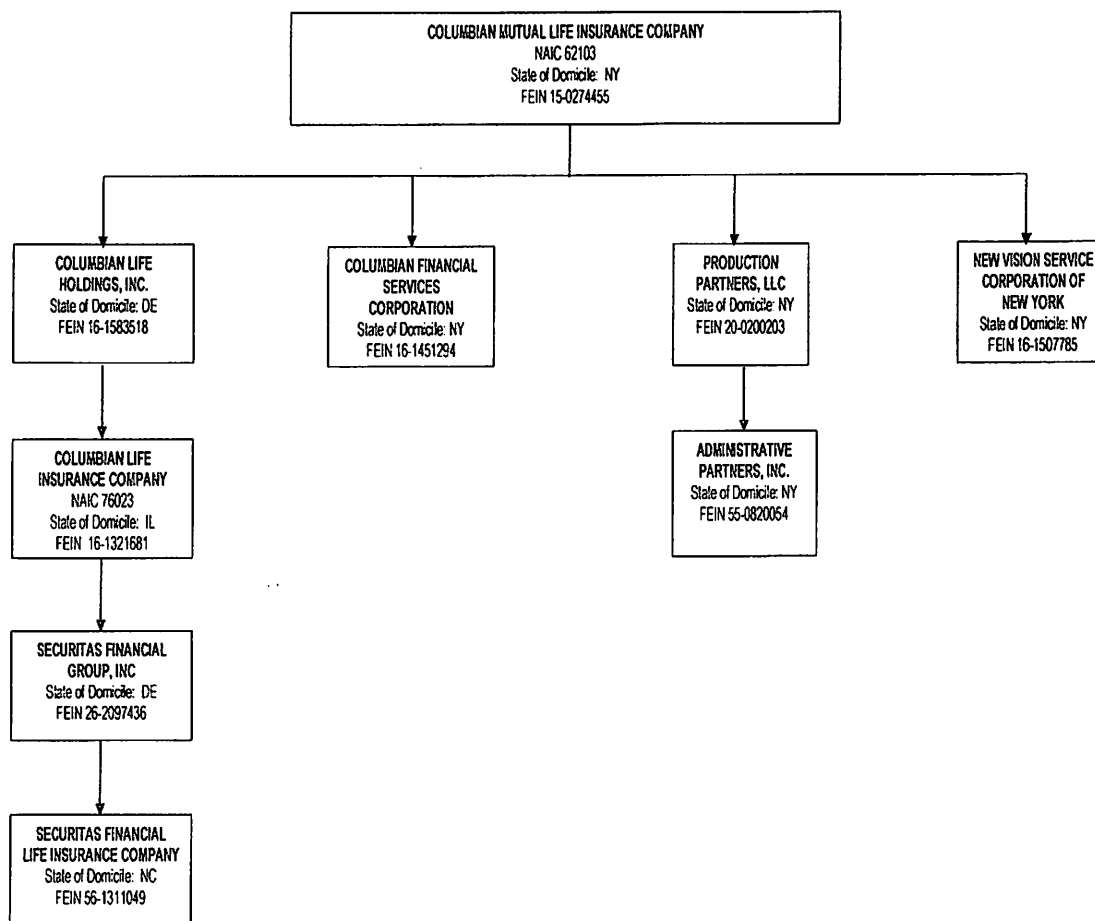 COLUMBIAN MUTUAL LIFE INSURANCE COMPANY
NAIC 62103
State of Domicile: NY
FEIN 15-0274455
COLUMBIAN LIFE
HOLDINGS, INC.
State of Domicile: DE
FEIN 16-1583518
COLUMBIAN FINANCIAL
SERVICES
CORPORATION
State of Domicile: NY
FEIN 16-1451294
PRODUCTION
PARTNERS, LLC
State of Domicile: NY
FEIN 20-0200203
NEW VISION SERVICE
CORPORATION OF
NEW YORK
State of Domicile: NY
FEIN 16-1507785
COLUMBIAN LIFE
INSURANCE COMPANY
NAIC 76023
State of Domicile: IL
FEIN 16-1321681
ADMINISTRATIVE
PARTNERS, INC.
State of Domicile: NY
FEIN 55-0820054
SECURITAS FINANCIAL
GROUP, INC
State of Domicile: DE
FEIN 26-2097436
SECURITAS FINANCIAL
LIFE INSURANCE COMPANY
State of Domicile: NC
FEIN 56-1311049